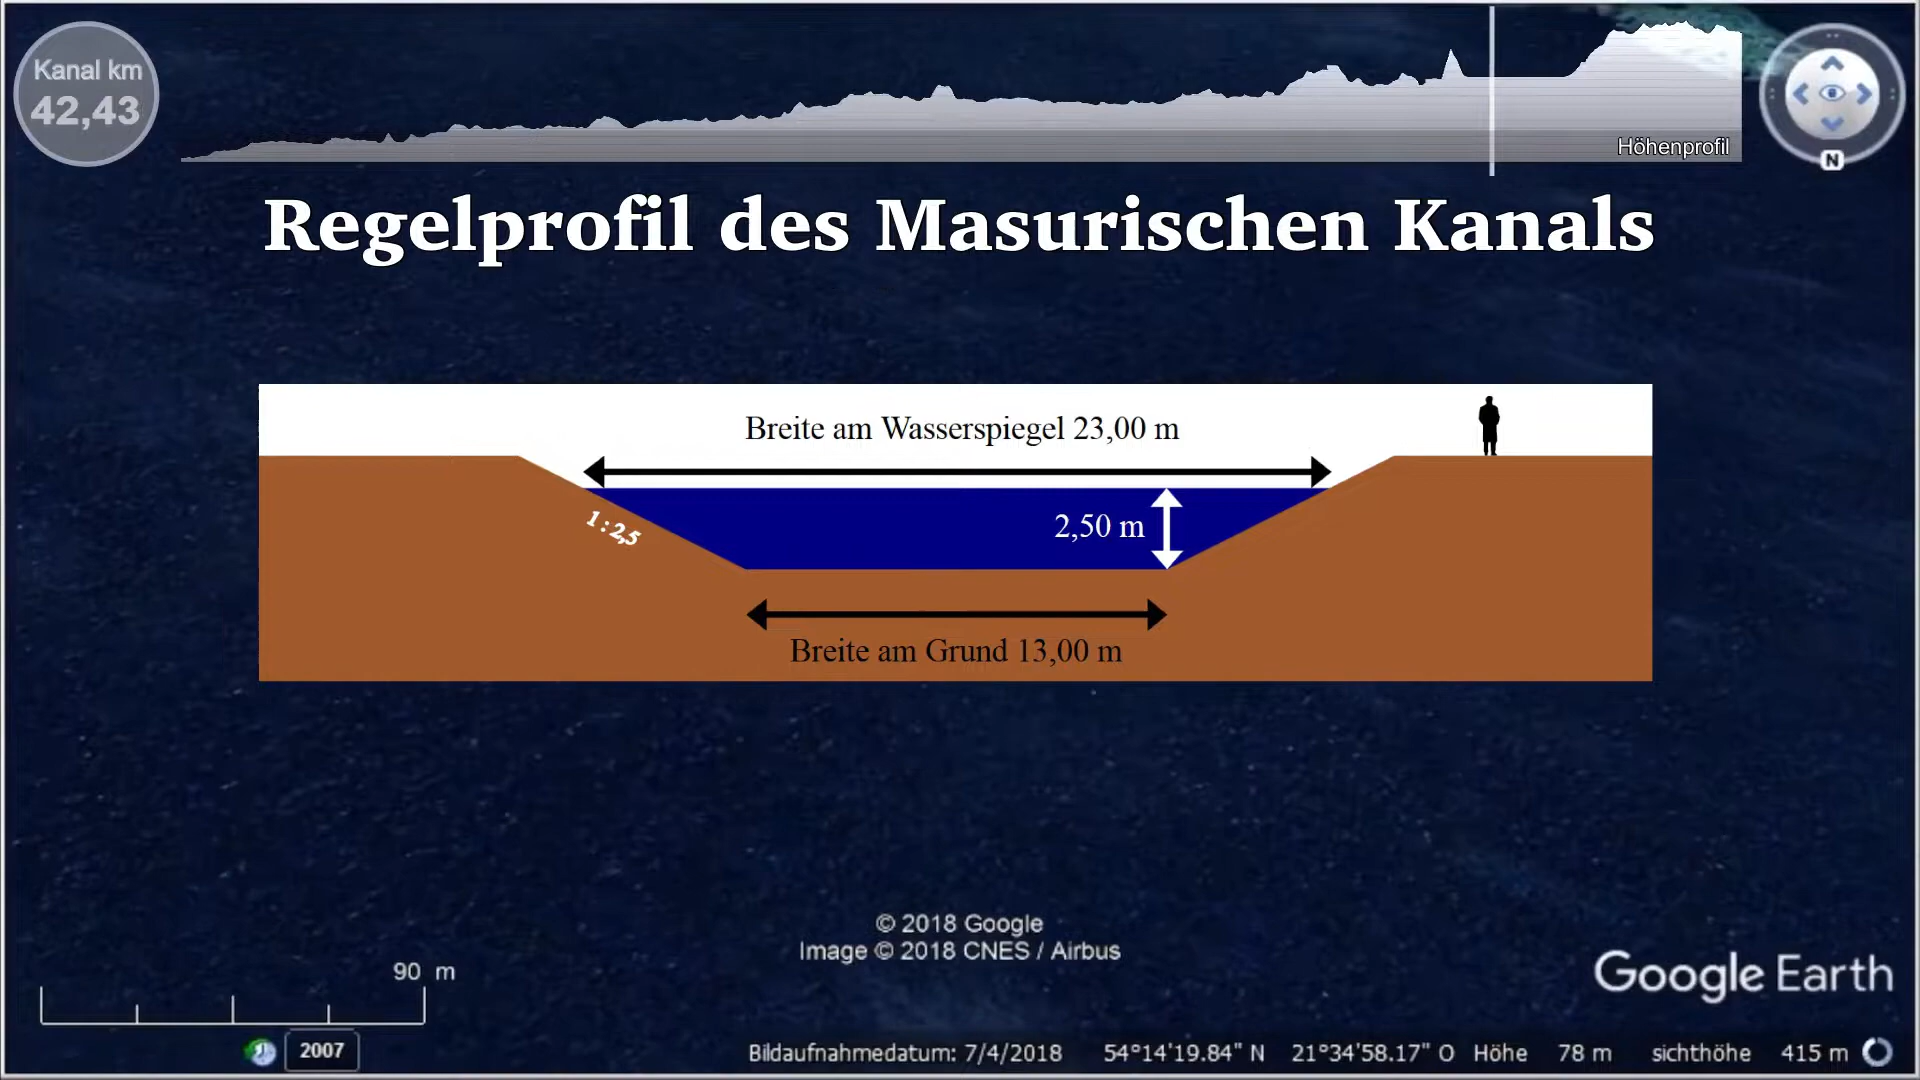 Kanal km
42,43
Höhenprofil
N
Regelprofil des Masurischen Kanals
Breite am Wasserspiegel 23,00 m
1:2,5
2,50 m
Breite am Grund 13,00 m
© 2018 Google
Image © 2018 CNES / Airbus
90 m
Google Earth
2007
Bildaufnahmedatum: 7/4/2018 54°14'19.84" N 21°34'58.17" O Höhe 78 m sichthöhe 415 m